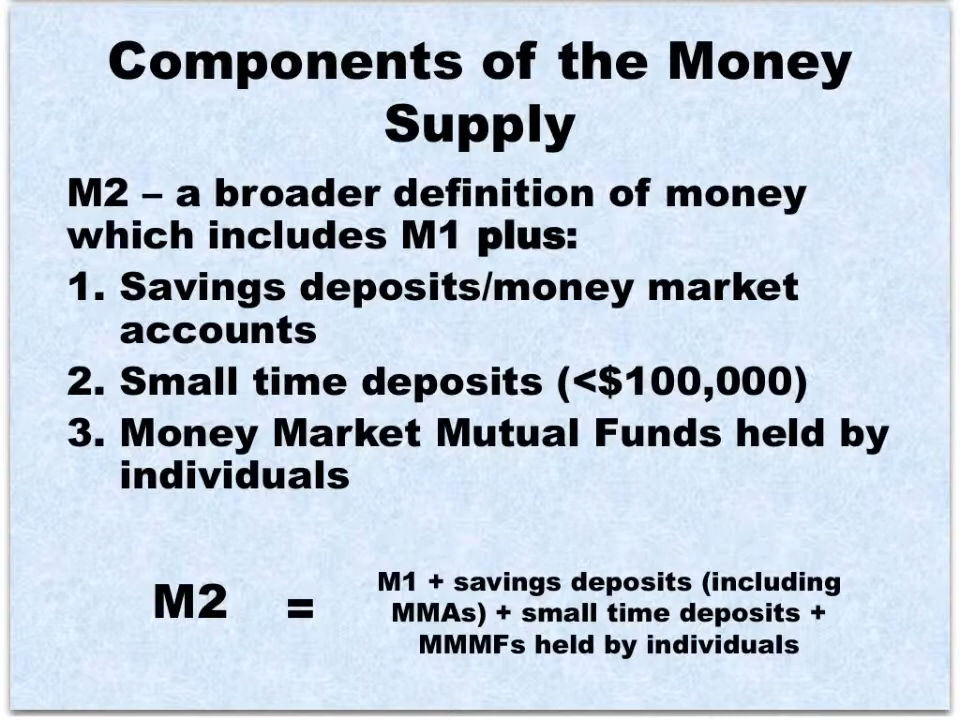 Components of the Money
Supply
M2 – a broader definition of money
which includes M1 plus:
1. Savings deposits/money market
accounts
2. Small time deposits (<$100,000)
3. Money Market Mutual Funds held by
individuals
M2 =
M1 + savings deposits (including
MMAs) + small time deposits +
MMMFs held by individuals